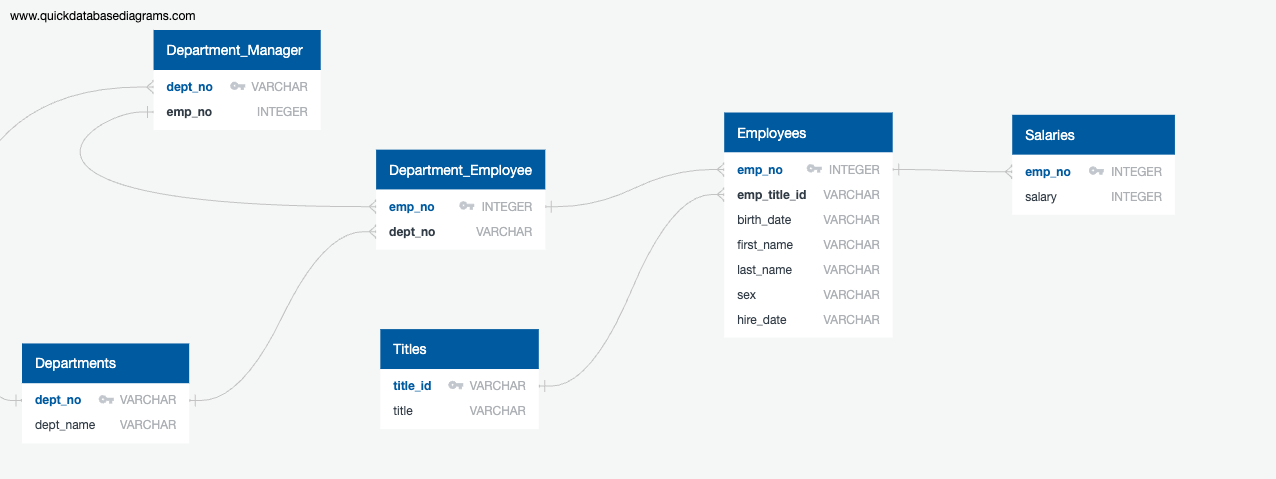 www.quickdatabasediagrams.com
Department_Manager
dept_no VARCHAR
emp_no INTEGER
Department_Employee
emp_no INTEGER
dept_no VARCHAR
Employees
emp_no INTEGER
emp_title_id VARCHAR
birth_date VARCHAR
first_name VARCHAR
last_name VARCHAR
sex VARCHAR
hire_date VARCHAR
Salaries
emp_no INTEGER
salary INTEGER
Departments
dept_no VARCHAR
dept_name VARCHAR
Titles
title_id VARCHAR
title VARCHAR